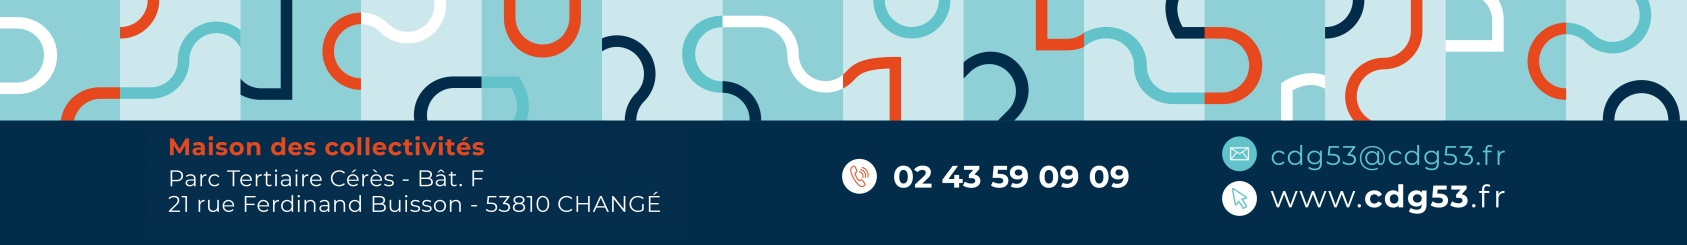 Maison des collectivités
Parc Tertiaire Cérès - Bât. F
21 rue Ferdinand Buisson - 53810 CHANGÉ
02 43 59 09 09
cdg53@cdg53.fr
www.cdg53.fr